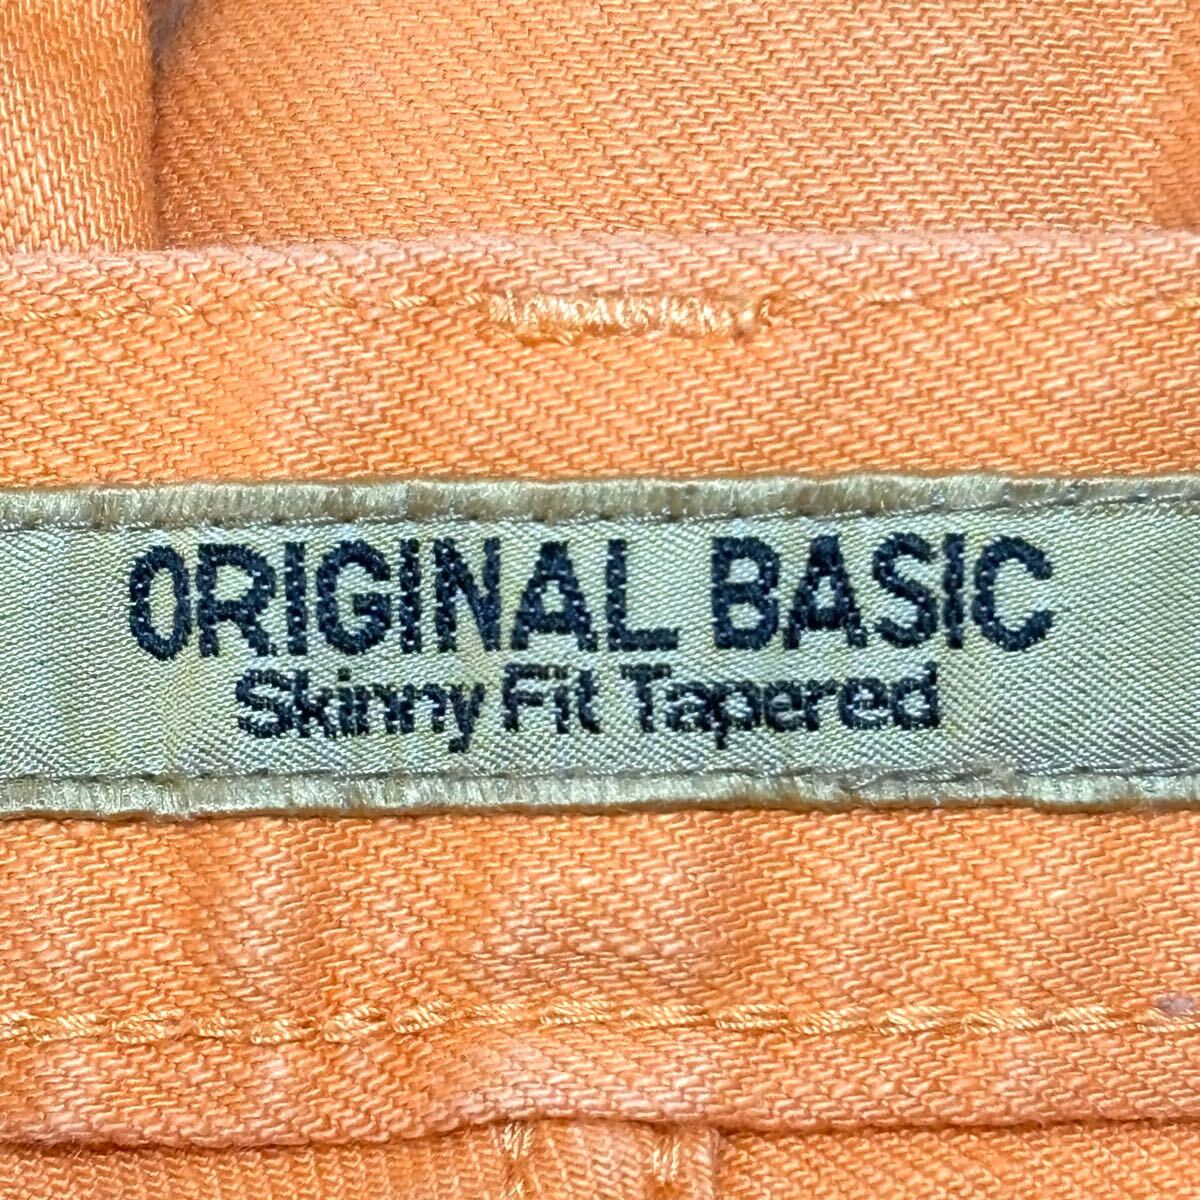 ORIGINAL BASIC
Skinny Fit Tapered